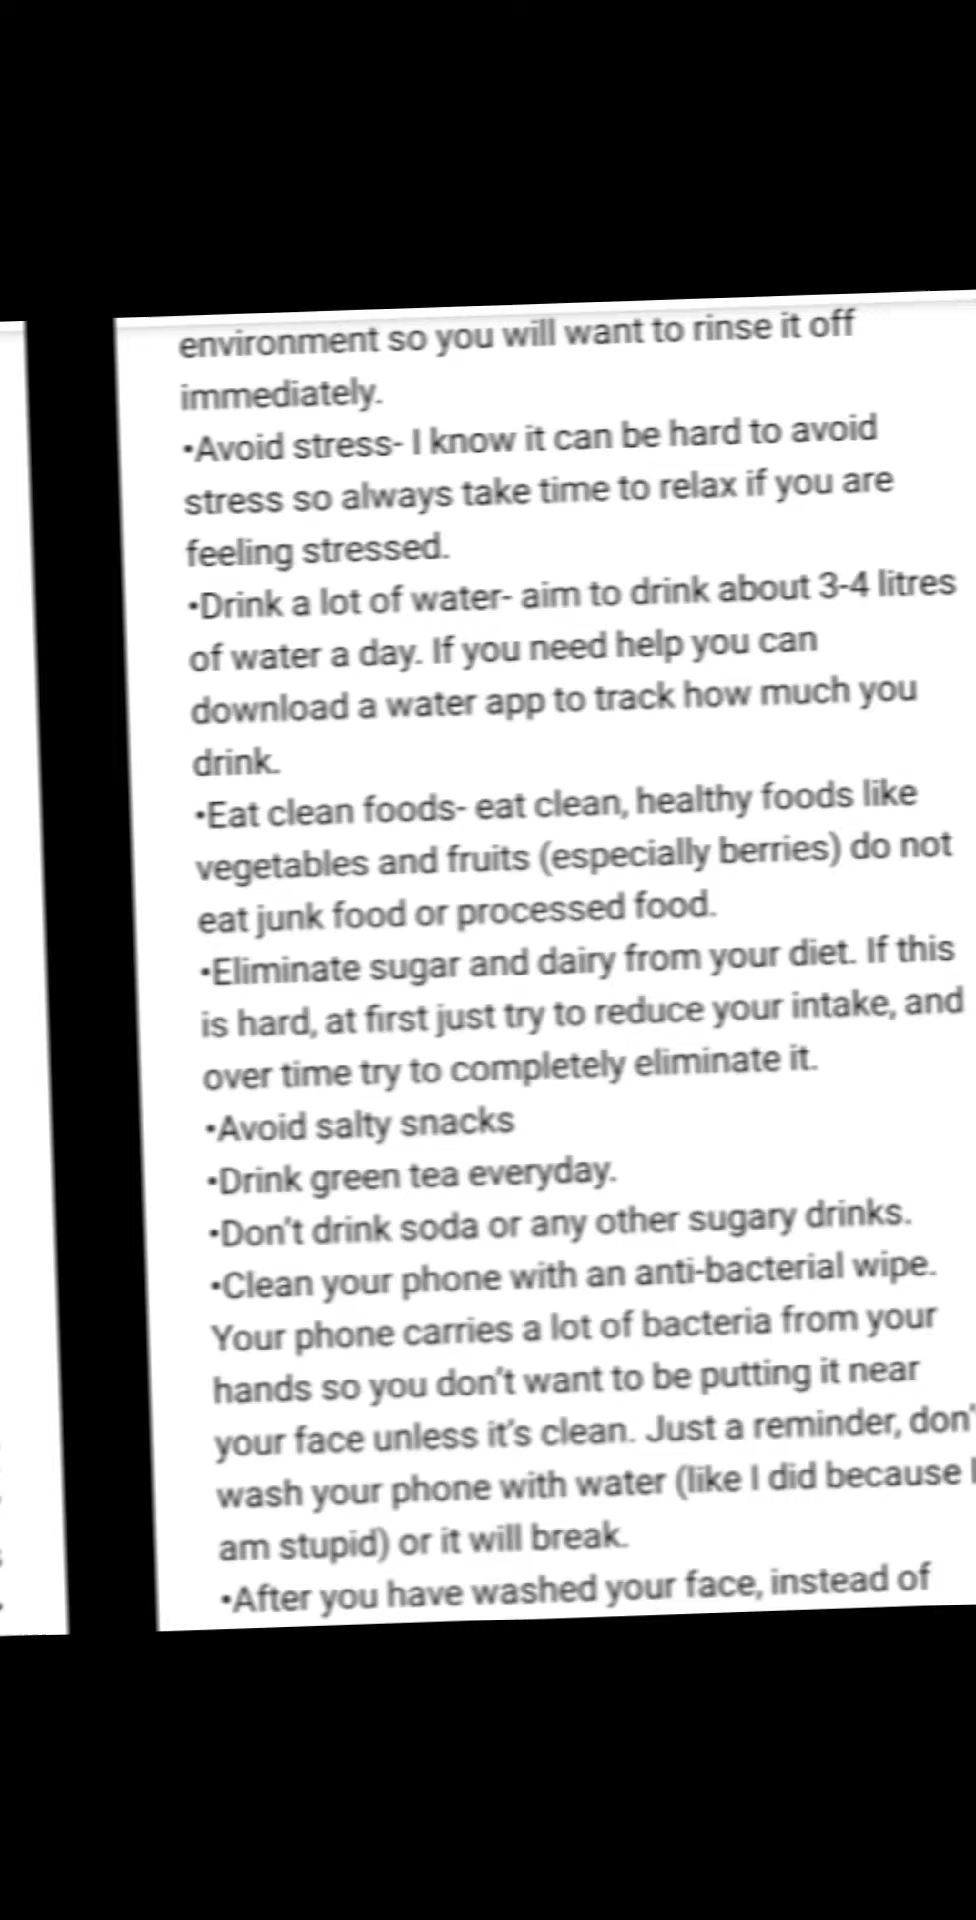 environment so you will want to rinse it off
immediately.
•Avoid stress- I know it can be hard to avoid
stress so always take time to relax if you are
feeling stressed.
•Drink a lot of water- aim to drink about 3-4 litres
of water a day. If you need help you can
download a water app to track how much you
drink.
•Eat clean foods- eat clean, healthy foods like
vegetables and fruits (especially berries) do not
eat junk food or processed food.
•Eliminate sugar and dairy from your diet. If this
is hard, at first just try to reduce your intake, and
over time try to completely eliminate it.
•Avoid salty snacks
•Drink green tea everyday.
•Don't drink soda or any other sugary drinks.
•Clean your phone with an anti-bacterial wipe.
Your phone carries a lot of bacteria from your
hands so you don't want to be putting it near
your face unless it's clean. Just a reminder, don'
wash your phone with water (like I did because I
am stupid) or it will break.
•After you have washed your face, instead of